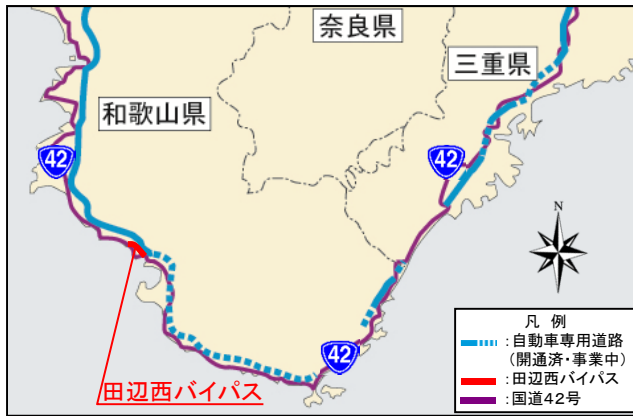 奈良県
三重県
和歌山県
42
42
42
N
田辺西バイパス
凡 例
:自動車専用道路
(開通済・事業中)
:田辺西バイパス
:国道42号